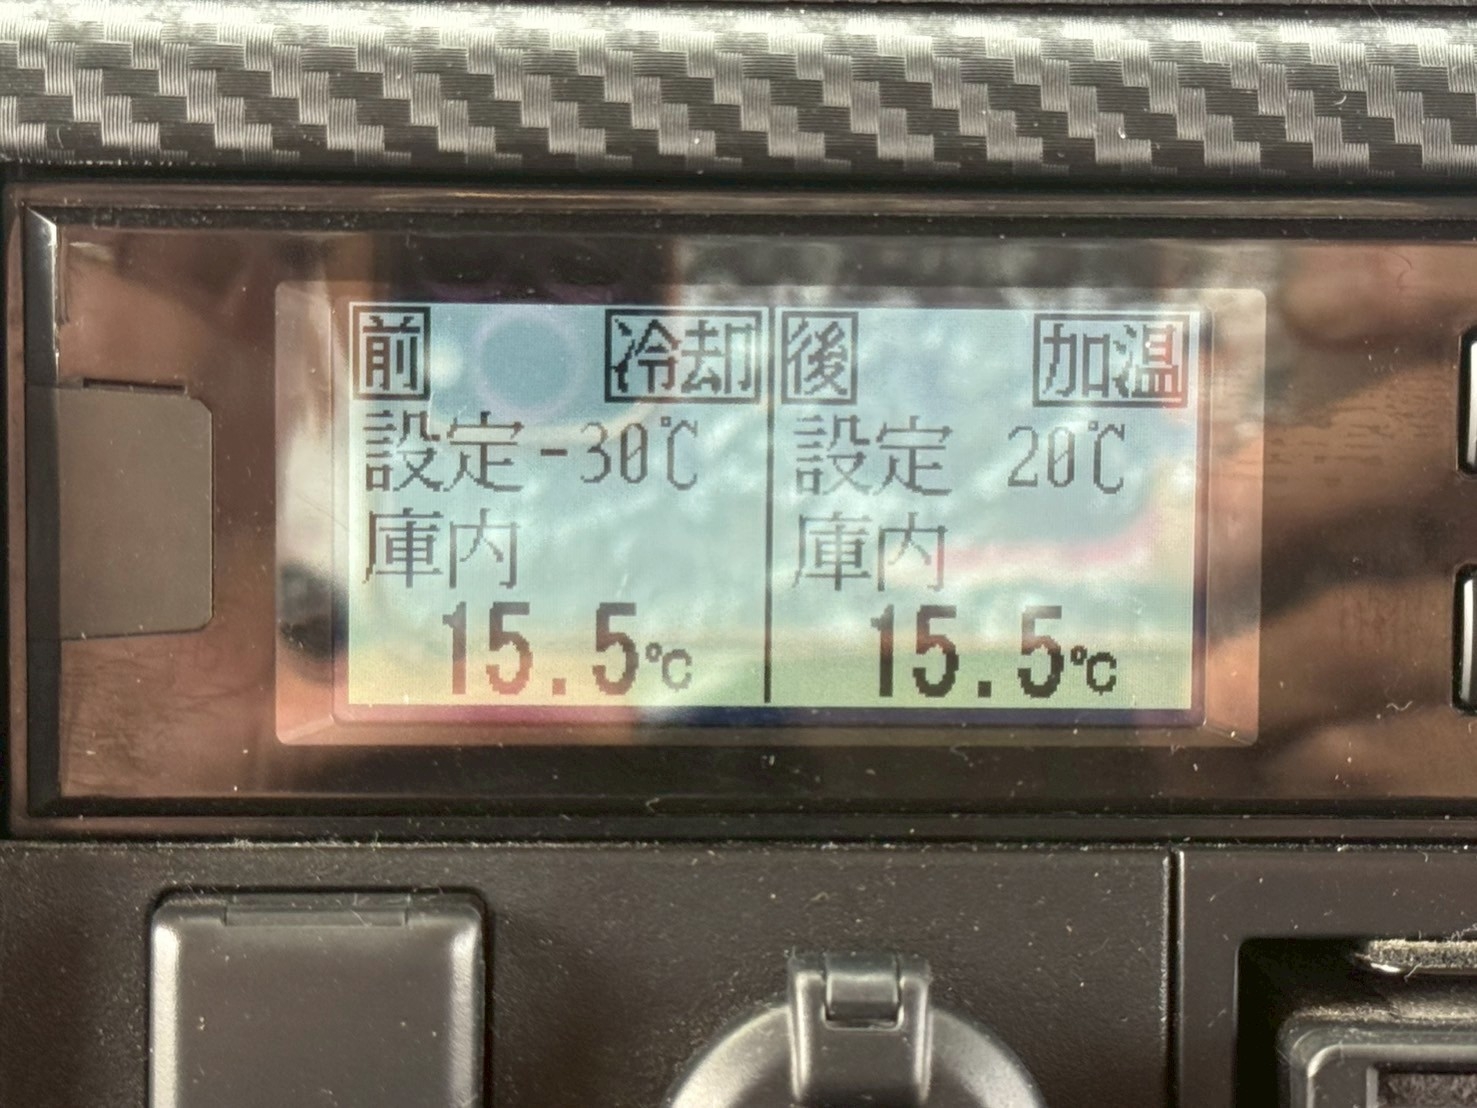 前 冷却
設定-30℃
庫内
15.5℃
後 加温
設定 20℃
庫内
15.5℃